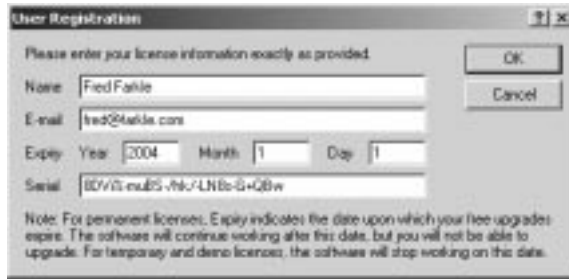 User Registration
Please enter your license information exactly as provided.
OK
Name Fred Farkle
Cancel
E-mail fred@farkle.com
Expiry Year 2004 Month 1 Day 1
Serial
Note: For permanent licenses, Expiry indicates the date upon which your free upgrades
expire. The software will continue working after this date, but you will not be able to
upgrade. For temporary and demo licenses, the software will stop working on this date.